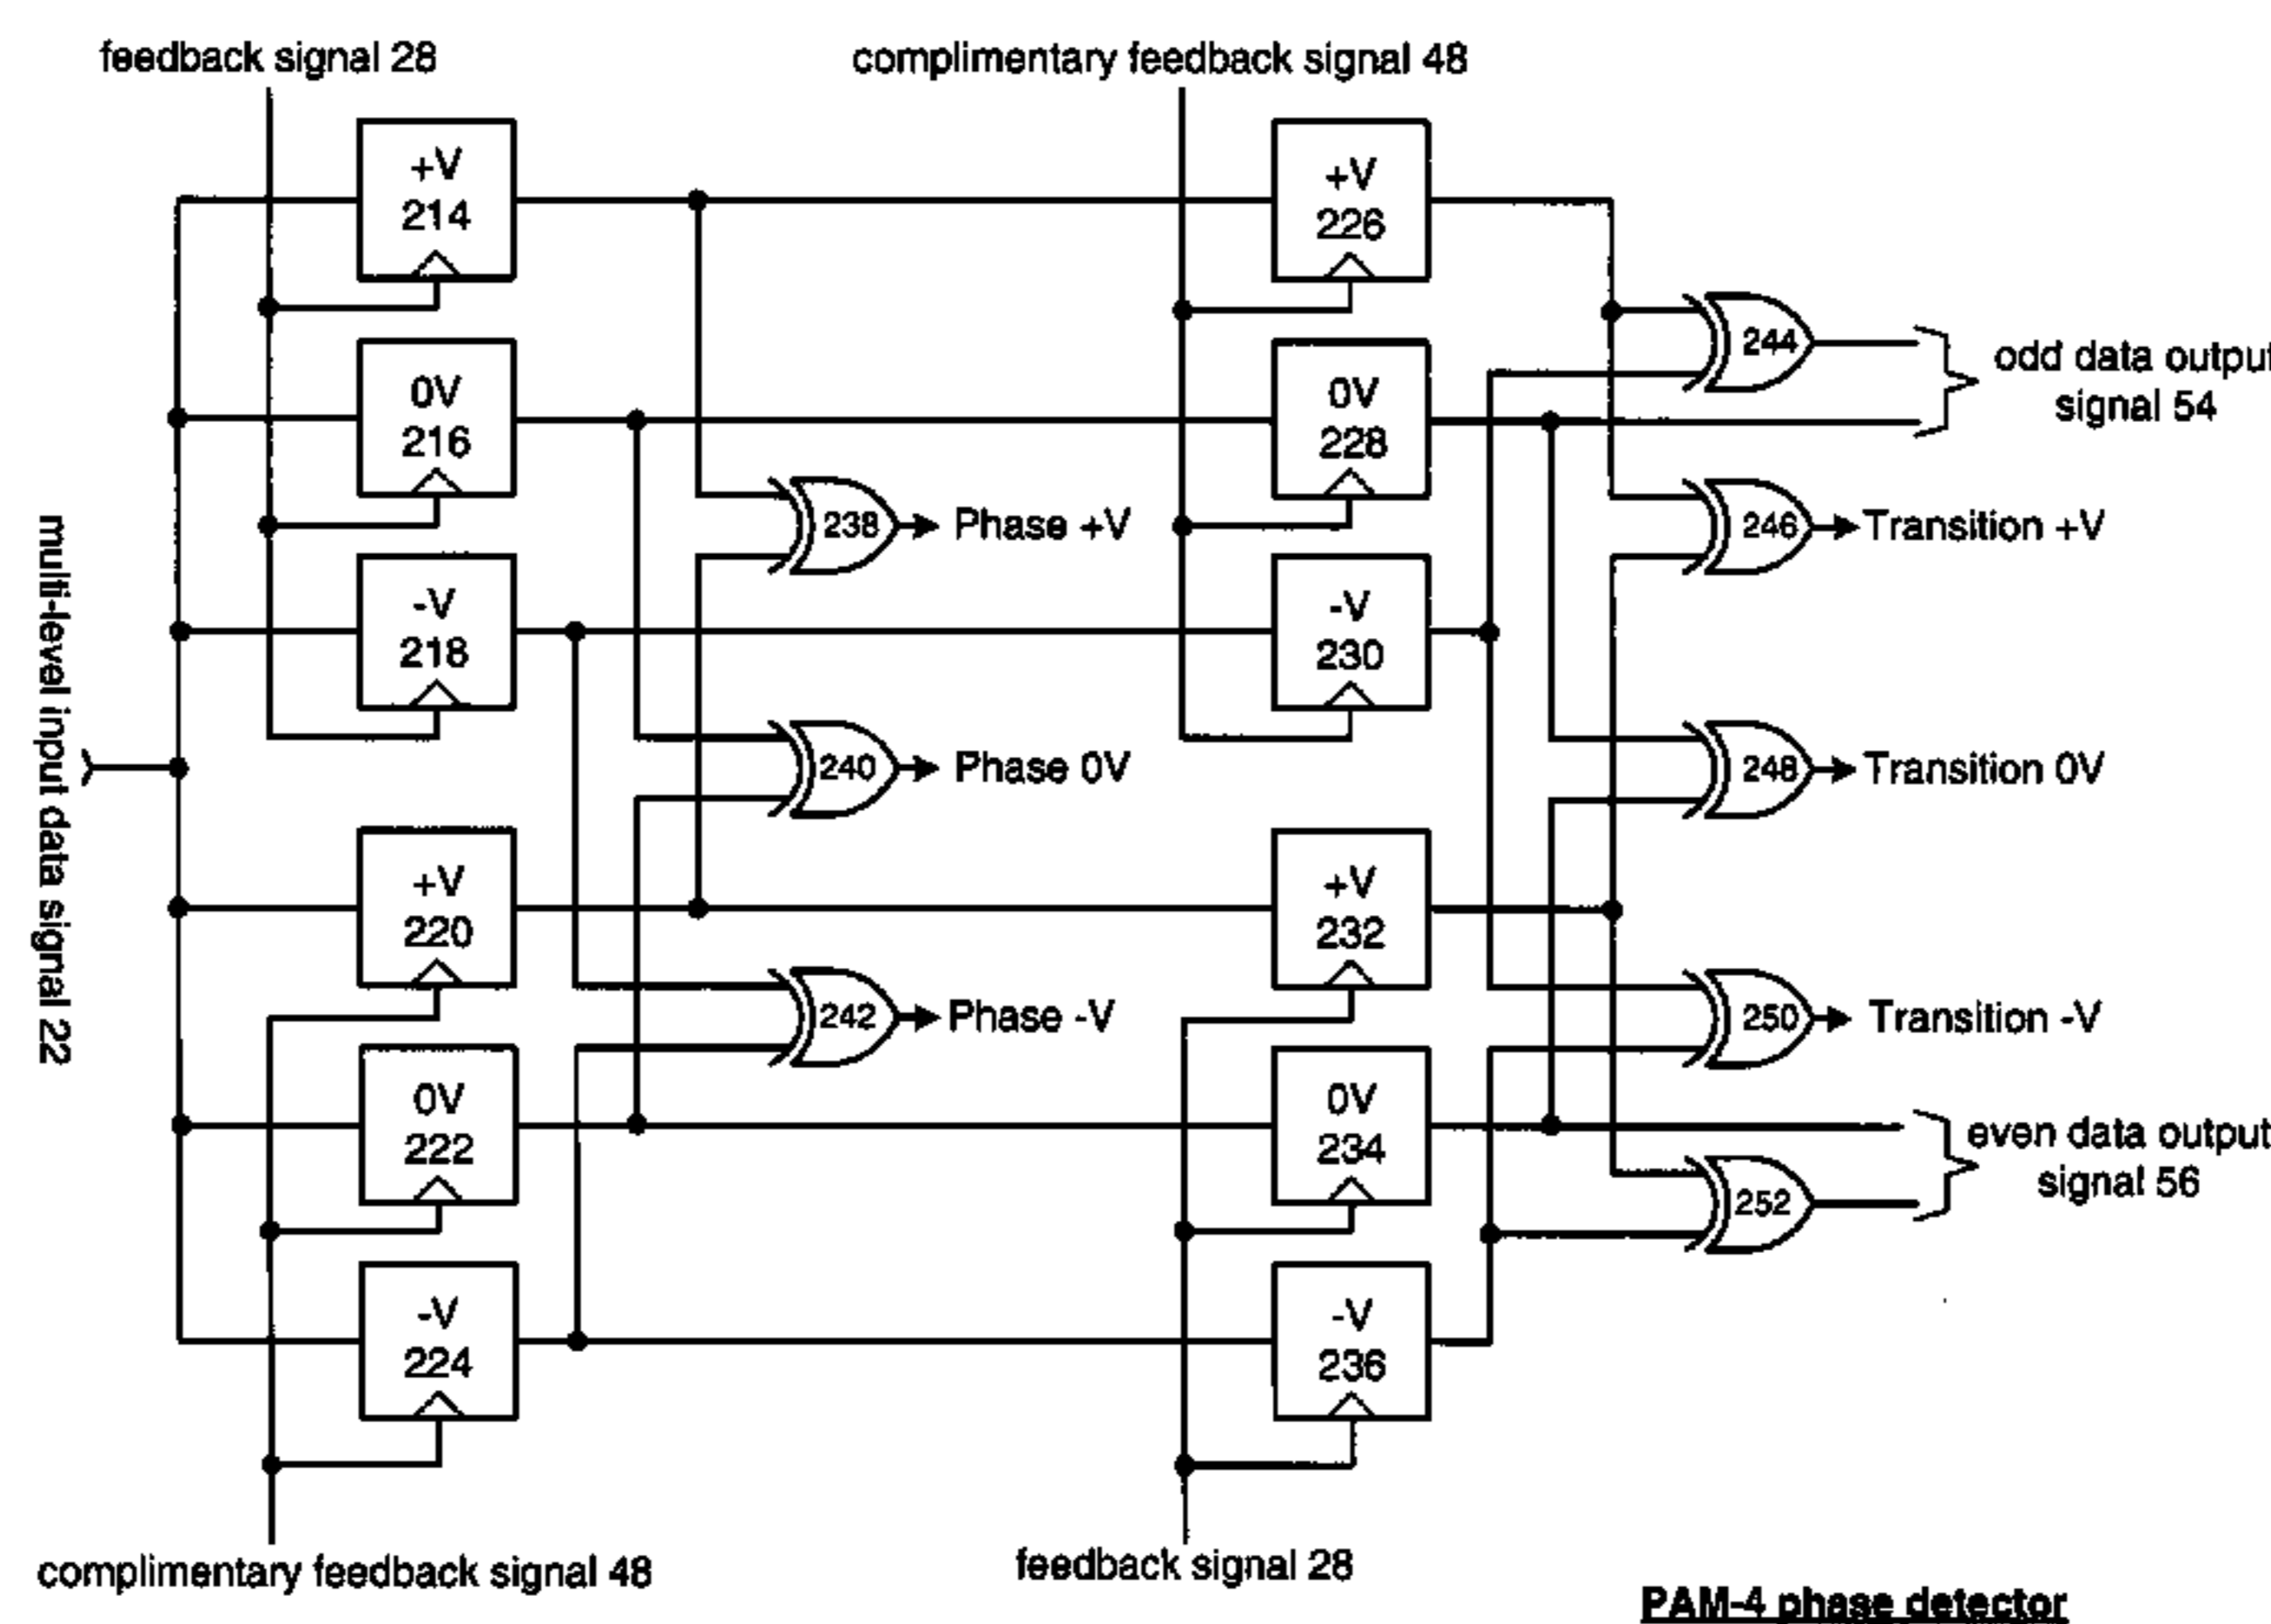 feedback signal 28
complimentary feedback signal 48
+V
214
+V
226
244
0V
216
0V
228
odd data output
signal 54
238
Phase +V
246
Transition +V
-V
218
-V
230
multi-level input data signal 22
240
Phase 0V
248
Transition 0V
+V
220
+V
232
242
Phase -V
250
Transition -V
0V
222
0V
234
even data output
signal 56
252
-V
224
-V
236
complimentary feedback signal 48
feedback signal 28
PAM-4 phase detector